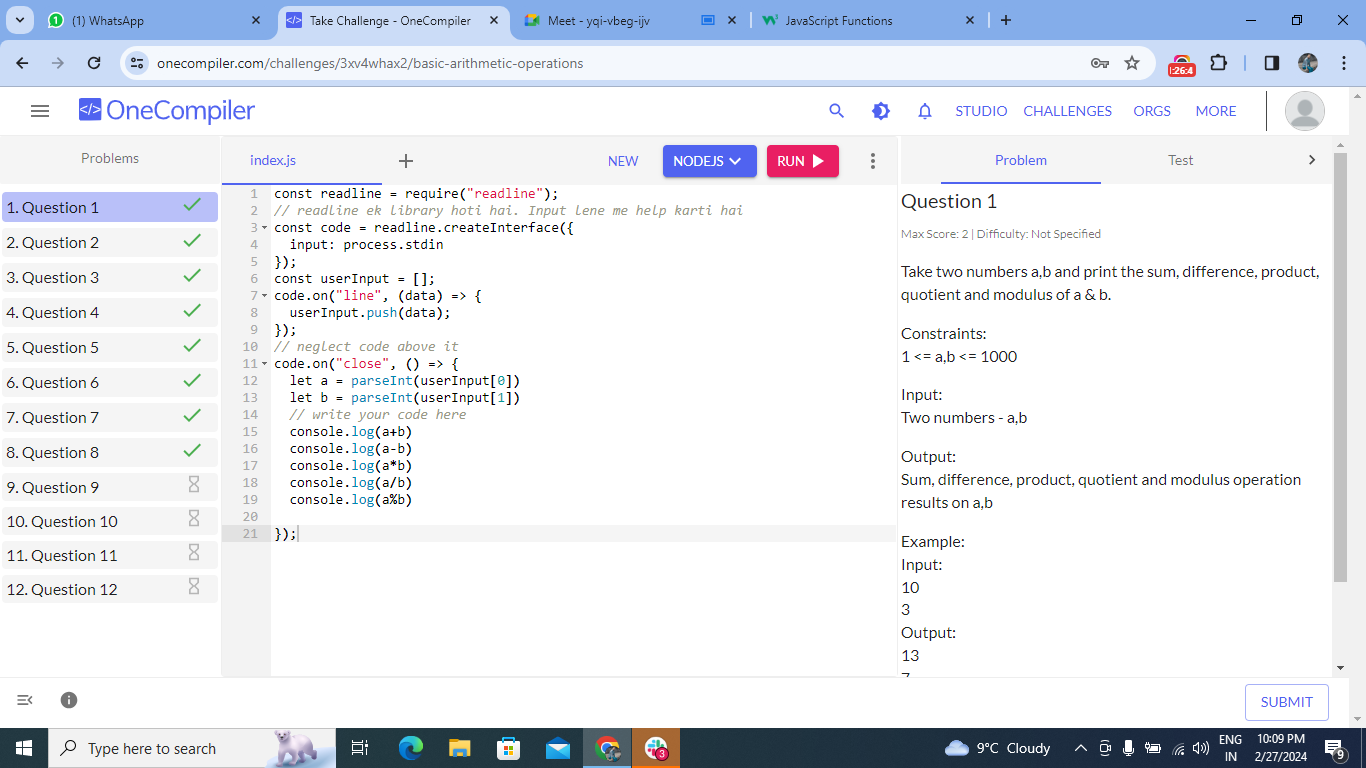 (1) WhatsApp
Take Challenge - OneCompiler
Meet - yqi-vbeg-ijv
JavaScript Functions
onecompiler.com/challenges/3xv4whax2/basic-arithmetic-operations
1:26:4
</> OneCompiler
STUDIO CHALLENGES ORGS MORE
Problems
1. Question 1
2. Question 2
3. Question 3
4. Question 4
5. Question 5
6. Question 6
7. Question 7
8. Question 8
9. Question 9
10. Question 10
11. Question 11
12. Question 12
index.js
NEW
NODEJS
RUN
1 const readline = require("readline");
2 // readline ek library hoti hai. Input lene me help karti hai
3 const code = readline.createInterface({
4 input: process.stdin
5 });
6 const userInput = [];
7 code.on("line", (data) => {
8 userInput.push(data);
9 });
10 // neglect code above it
11 code.on("close", () => {
12 let a = parseInt(userInput[0])
13 let b = parseInt(userInput[1])
14 // write your code here
15 console.log(a+b)
16 console.log(a-b)
17 console.log(a*b)
18 console.log(a/b)
19 console.log(a%b)
20
21 });
Problem
Test
Question 1
Max Score: 2 | Difficulty: Not Specified
Take two numbers a,b and print the sum, difference, product,
quotient and modulus of a & b.
Constraints:
1 <= a,b <= 1000
Input:
Two numbers - a,b
Output:
Sum, difference, product, quotient and modulus operation
results on a,b
Example:
Input:
10
3
Output:
13
7
SUBMIT
Type here to search
3
9°C Cloudy
ENG
IN
10:09 PM
2/27/2024
9